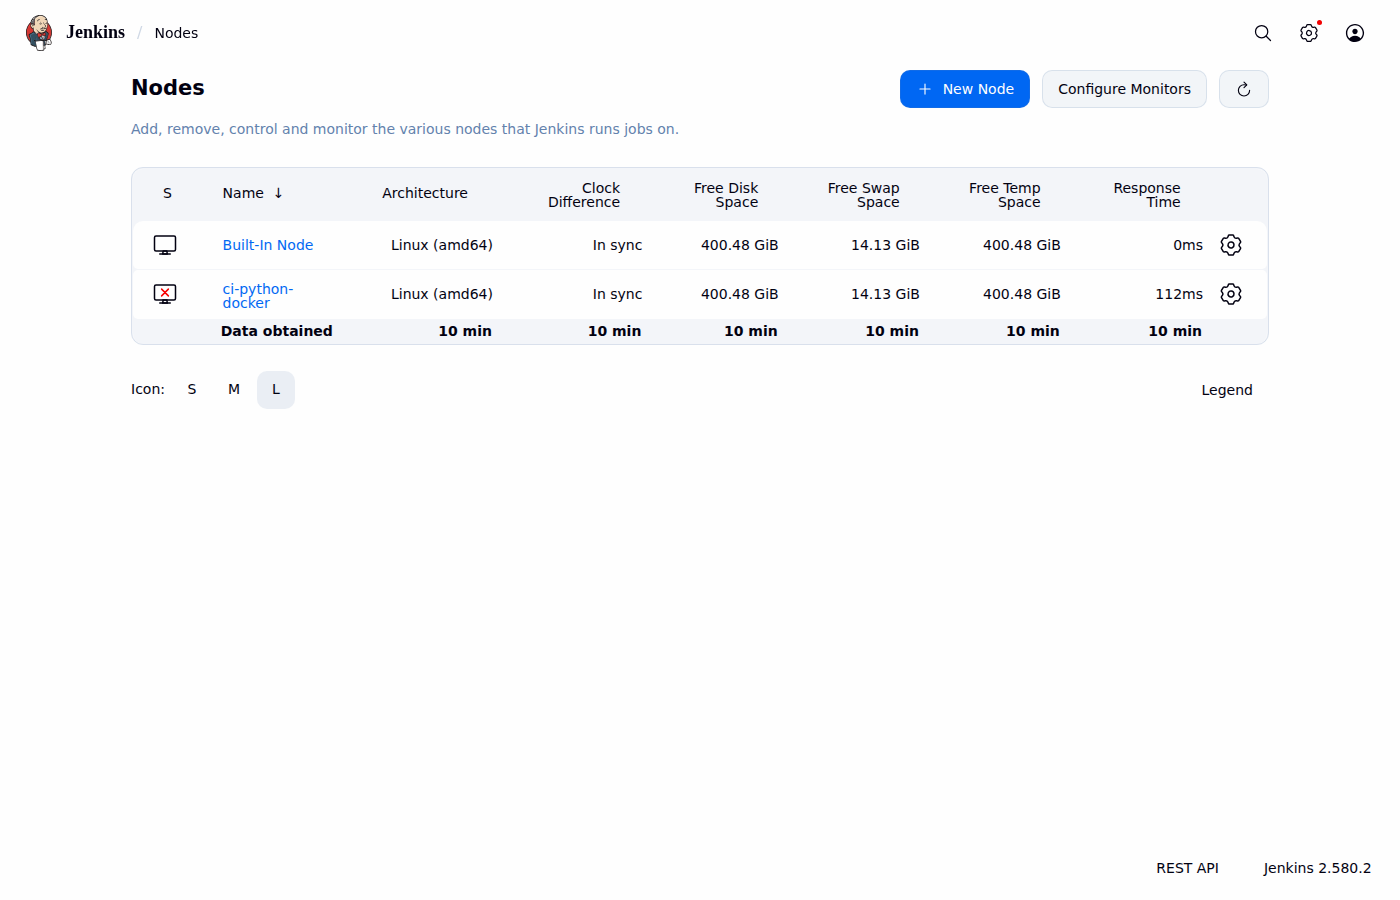 Jenkins / Nodes
Nodes
New Node
Configure Monitors
Add, remove, control and monitor the various nodes that Jenkins runs jobs on.
S Name ↓ Architecture Clock Difference Free Disk Space Free Swap Space Free Temp Space Response Time
Built-In Node Linux (amd64) In sync 400.48 GiB 14.13 GiB 400.48 GiB 0ms
ci-python-docker Linux (amd64) In sync 400.48 GiB 14.13 GiB 400.48 GiB 112ms
Data obtained 10 min 10 min 10 min 10 min 10 min 10 min
Icon: S M L
Legend
REST API Jenkins 2.580.2